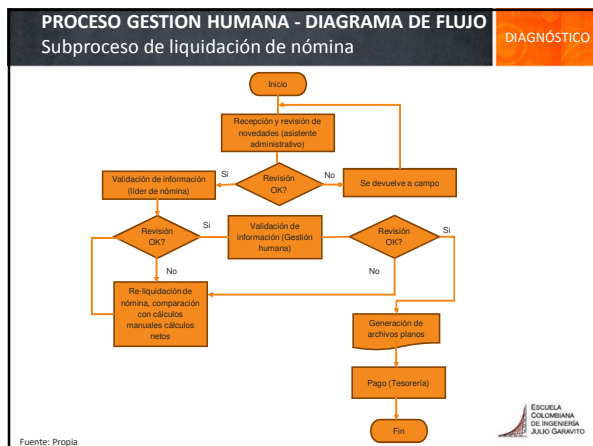 PROCESO GESTION HUMANA - DIAGRAMA DE FLUJO
Subproceso de liquidación de nómina
DIAGNÓSTICO
Inicio
Recepción y revisión de
novedades (asistente
administrativo)
Validación de información
(líder de nómina)
Si
Revisión
OK?
No
Se devuelve a campo
Revisión
OK?
Si
Validación de
información (Gestión
humana)
Revisión
OK?
Si
No
No
Re-liquidación de
nómina, comparación
con cálculos
manuales cálculos
netos
Generación de
archivos planos
Pago (Tesorería)
Fin
Fuente: Propia
ESCUELA
COLOMBIANA
DE INGENIERÍA
JULIO GARAVITO